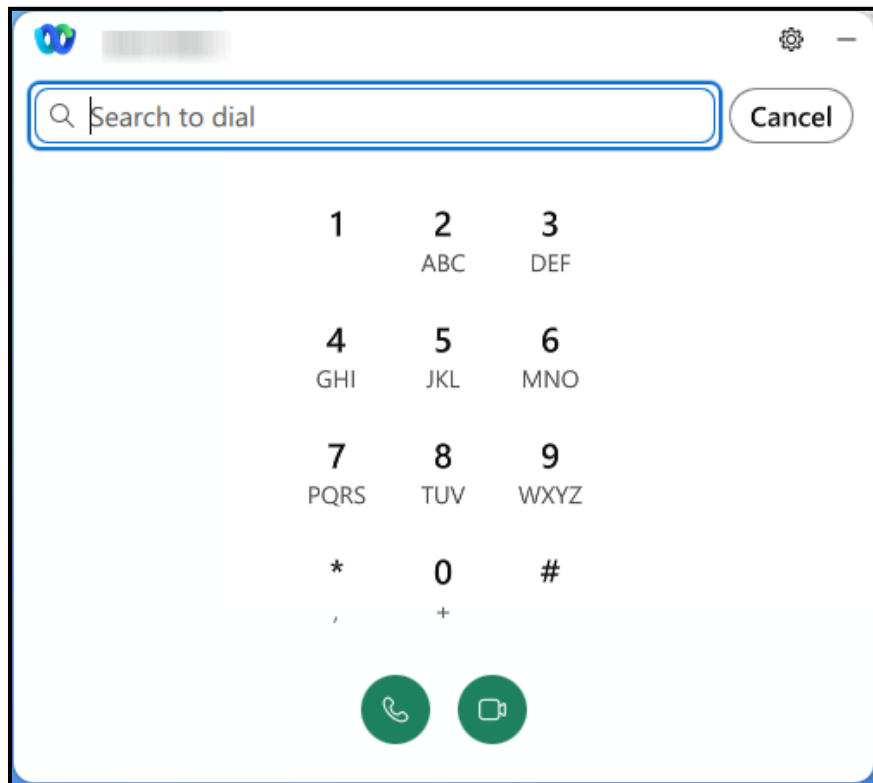 Search to dial Cancel
1 2 3
ABC DEF
4 5 6
GHI JKL MNO
7 8 9
PQRS TUV WXYZ
* 0 #
, +